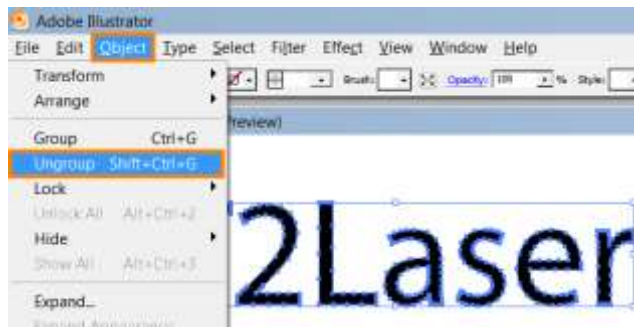 Adobe Illustrator
File Edit Object Type Select Filter Effect View Window Help
Transform
Brush: Opacity: 100 % Style:
Arrange
Preview)
Group Ctrl+G
Ungroup Shift+Ctrl+G
Lock
Unlock All Alt+Ctrl+2
Hide
Show All Alt+Ctrl+3
2Laser
Expand...
Expand Appearance